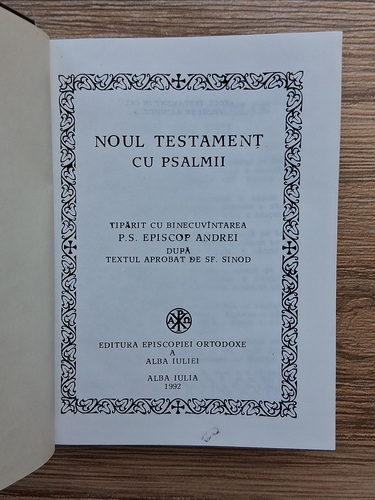 NOUL TESTAMENT
CU PSALMII
TIPĂRIT CU BINECUVÎNTAREA
P.S. EPISCOP ANDREI
DUPĂ
TEXTUL APROBAT DE SF. SINOD
A Ω
EDITURA EPISCOPIEI ORTODOXE
A
ALBA IULIEI
ALBA IULIA
1992